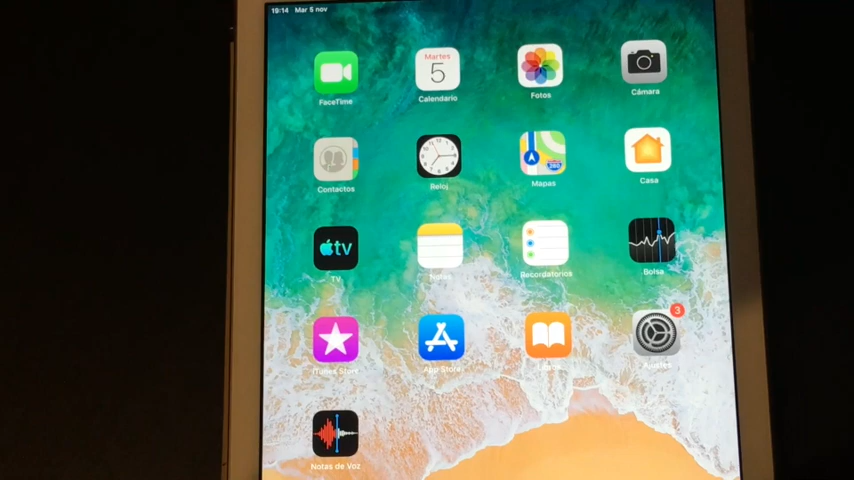 19:14 Mar 5 nov
Martes
5
FaceTime
Calendario
Fotos
Cámara
Contactos
Reloj
Mapas
Casa
tv
TV
Notas
Recordatorios
Bolsa
3
iTunes Store
App Store
Ajustes
Notas de Voz